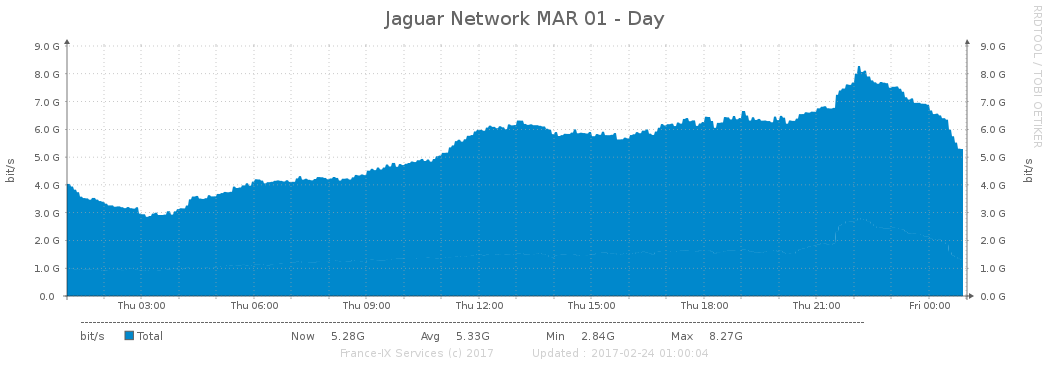 Jaguar Network MAR 01 - Day
RRDTOOL / TOBI OETIKER
bit/s
9.0 G 9.0 G
8.0 G 8.0 G
7.0 G 7.0 G
6.0 G 6.0 G
5.0 G 5.0 G
4.0 G 4.0 G
3.0 G 3.0 G
2.0 G 2.0 G
1.0 G 1.0 G
0.0 0.0 G
bit/s
Thu 03:00 Thu 06:00 Thu 09:00 Thu 12:00 Thu 15:00 Thu 18:00 Thu 21:00 Fri 00:00
bit/s Total Now 5.28G Avg 5.33G Min 2.84G Max 8.27G
France-IX Services (c) 2017 Updated : 2017-02-24 01:00:04